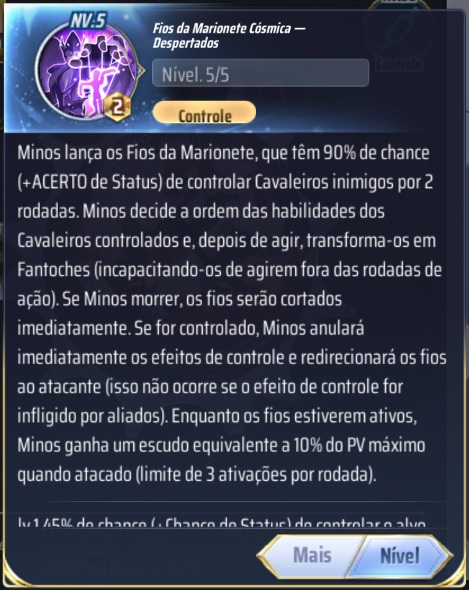 NV.5
Fios da Marionete Cósmica —
Despertados
Nível. 5/5
2
Controle
Minos lança os Fios da Marionete, que têm 90% de chance
(+ACERTO de Status) de controlar Cavaleiros inimigos por 2
rodadas. Minos decide a ordem das habilidades dos
Cavaleiros controlados e, depois de agir, transforma-os em
Fantoches (incapacitando-os de agirem fora das rodadas de
ação). Se Minos morrer, os fios serão cortados
imediatamente. Se for controlado, Minos anulará
imediatamente os efeitos de controle e redirecionará os fios
ao atacante (isso não ocorre se o efeito de controle for
infligido por aliados). Enquanto os fios estiverem ativos,
Minos ganha um escudo equivalente a 10% do PV máximo
quando atacado (limite de 3 ativações por rodada).
lv.1 45% de chance (+Chance de Status) de controlar o alvo
Mais
Nível